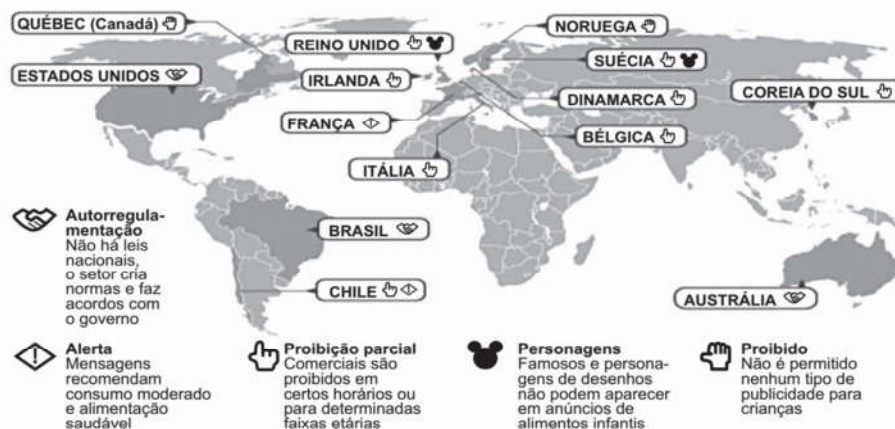 QUÉBEC (Canadá)
REINO UNIDO
NORUEGA
ESTADOS UNIDOS
IRLANDA
SUÉCIA
FRANÇA
DINAMARCA
COREIA DO SUL
ITÁLIA
BÉLGICA
BRASIL
CHILE
AUSTRÁLIA
Autorregula-
mentação
Não há leis
nacionais,
o setor cria
normas e faz
acordos com
o governo
Alerta
Mensagens
recomendam
consumo moderado
e alimentação
saudável
Proibição parcial
Comerciais são
proibidos em
certos horários ou
para determinadas
faixas etárias
Personagens
Famosos e persona-
gens de desenhos
não podem aparecer
em anúncios de
alimentos infantis
Proibido
Não é permitido
nenhum tipo de
publicidade para
crianças